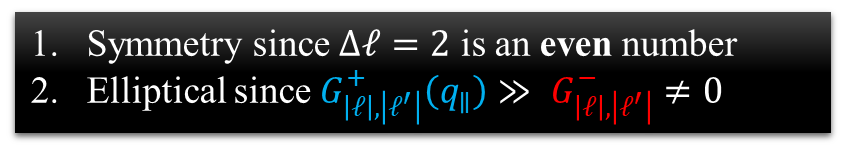 1. Symmetry since Δℓ = 2 is an even number
2. Elliptical since G⁺|ℓ|,|ℓ′|(q∥) ≫ G⁻|ℓ|,|ℓ′| ≠ 0